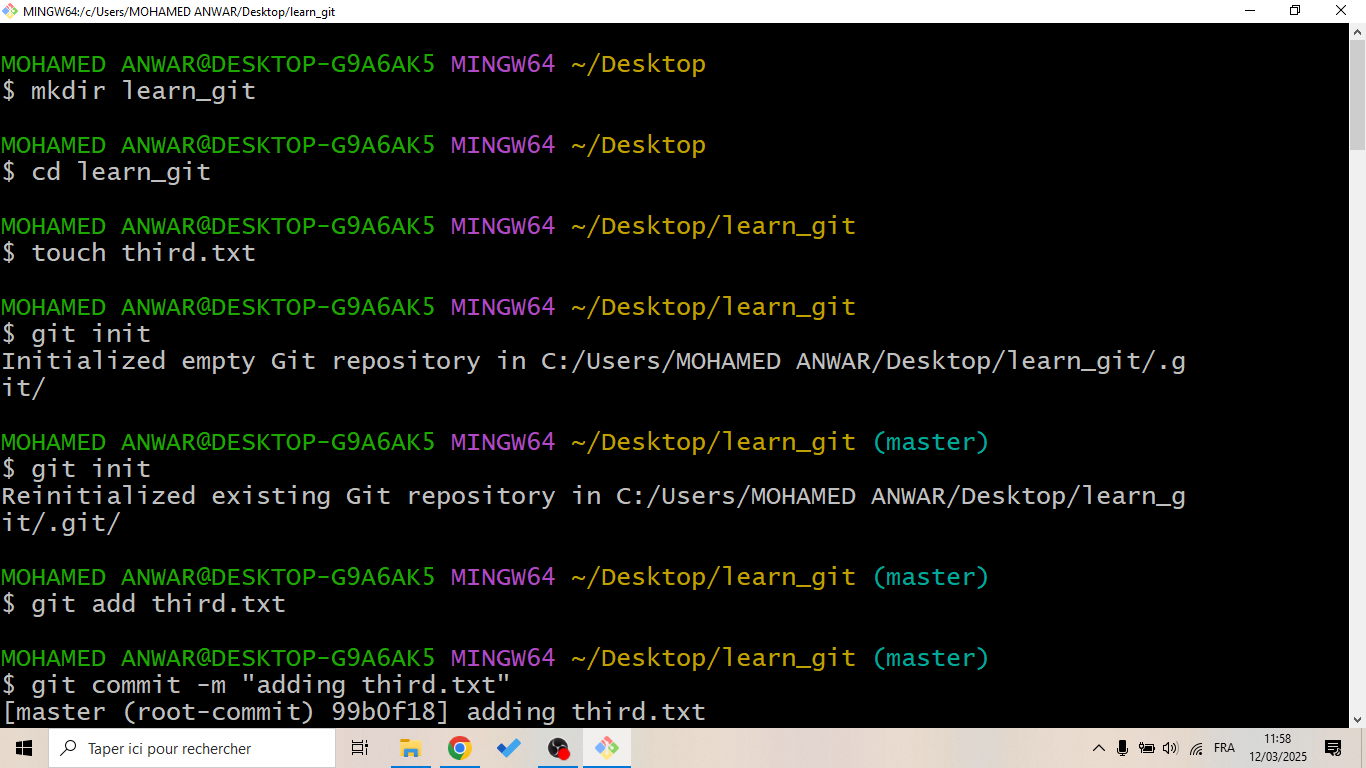 MINGW64:/c/Users/MOHAMED ANWAR/Desktop/learn_git
MOHAMED ANWAR@DESKTOP-G9A6AK5 MINGW64 ~/Desktop
$ mkdir learn_git
MOHAMED ANWAR@DESKTOP-G9A6AK5 MINGW64 ~/Desktop
$ cd learn_git
MOHAMED ANWAR@DESKTOP-G9A6AK5 MINGW64 ~/Desktop/learn_git
$ touch third.txt
MOHAMED ANWAR@DESKTOP-G9A6AK5 MINGW64 ~/Desktop/learn_git
$ git init
Initialized empty Git repository in C:/Users/MOHAMED ANWAR/Desktop/learn_git/.g
it/
MOHAMED ANWAR@DESKTOP-G9A6AK5 MINGW64 ~/Desktop/learn_git (master)
$ git init
Reinitialized existing Git repository in C:/Users/MOHAMED ANWAR/Desktop/learn_g
it/.git/
MOHAMED ANWAR@DESKTOP-G9A6AK5 MINGW64 ~/Desktop/learn_git (master)
$ git add third.txt
MOHAMED ANWAR@DESKTOP-G9A6AK5 MINGW64 ~/Desktop/learn_git (master)
$ git commit -m "adding third.txt"
[master (root-commit) 99b0f18] adding third.txt
Taper ici pour rechercher
FRA
11:58
12/03/2025